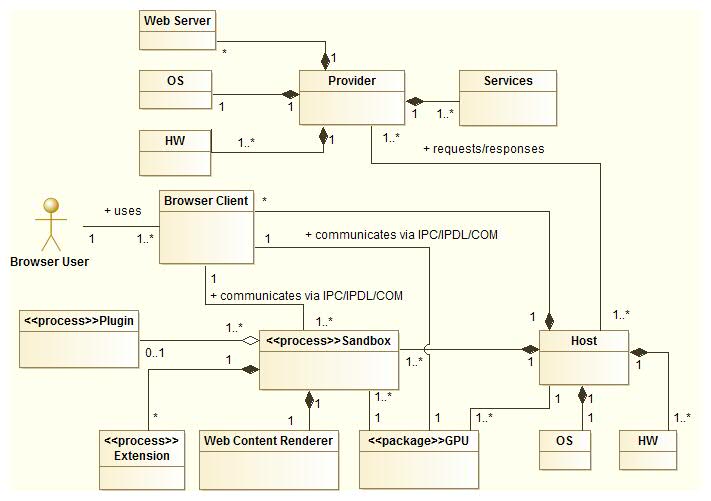 Web Server
*
1
OS
1
1
Provider
1
1..*
Services
HW
1..*
1
1..*
+ requests/responses
Browser Client
*
+ uses
1
1..*
Browser User
1
+ communicates via IPC/IPDL/COM
1
+ communicates via IPC/IPDL/COM
1..*
1
1..*
<<process>>Plugin
1..*
0..1
<<process>>Sandbox
1..*
1
Host
1
1
*
1
1
1..*
1
1
1..*
1
1
1
1..*
<<process>>
Extension
Web Content Renderer
<<package>>GPU
OS
HW